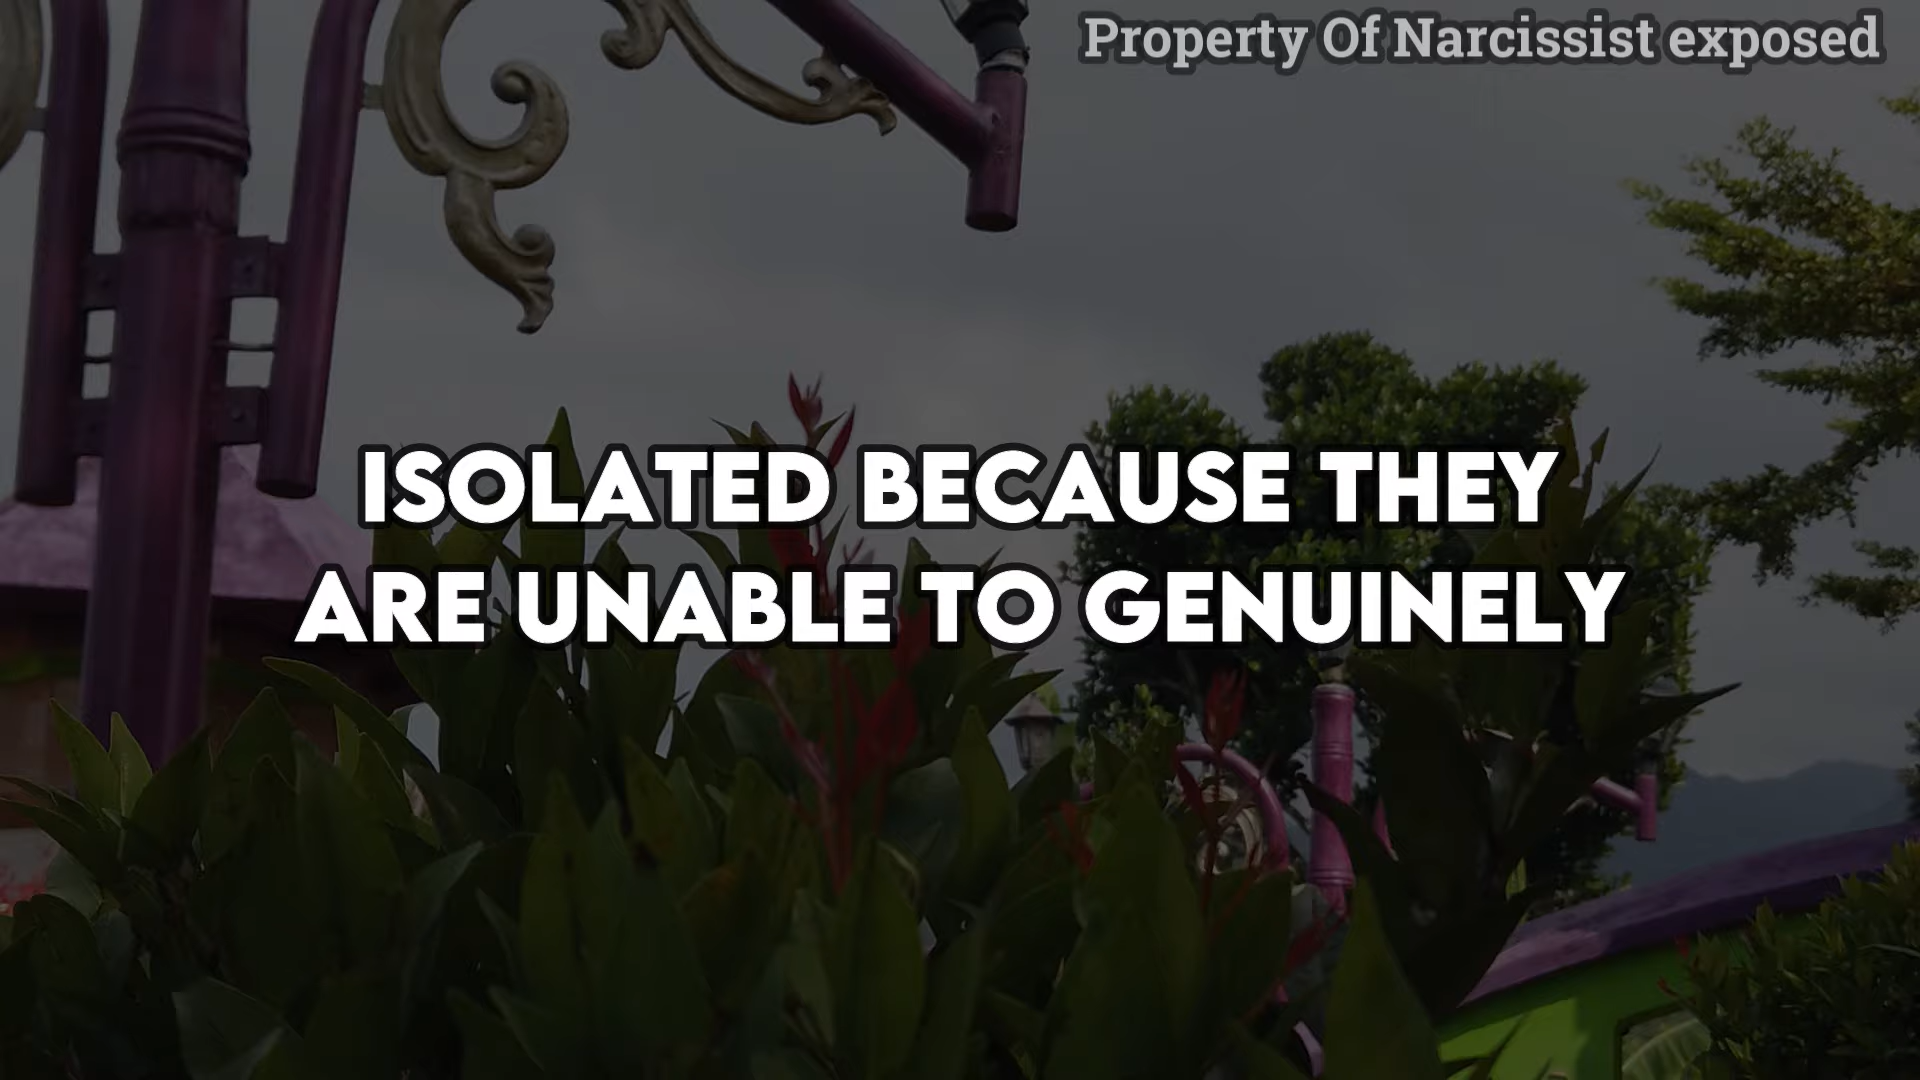 Property Of Narcissist exposed
ISOLATED BECAUSE THEY
ARE UNABLE TO GENUINELY